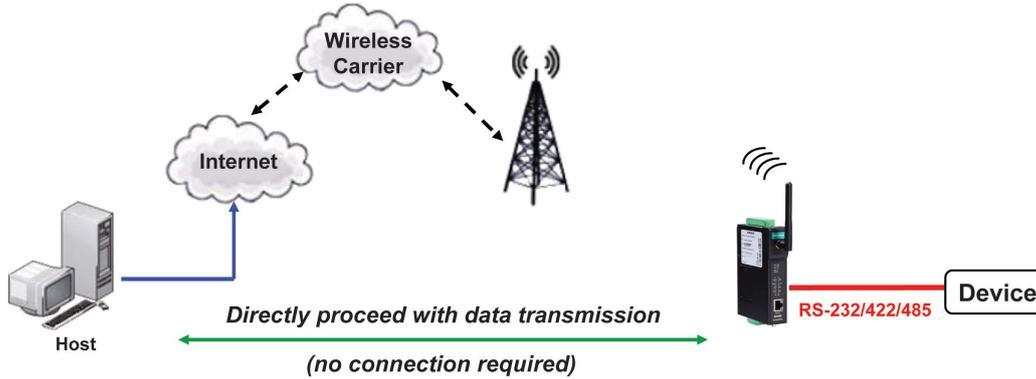 Wireless
Carrier
Internet
Host
Directly proceed with data transmission
(no connection required)
RS-232/422/485
Device